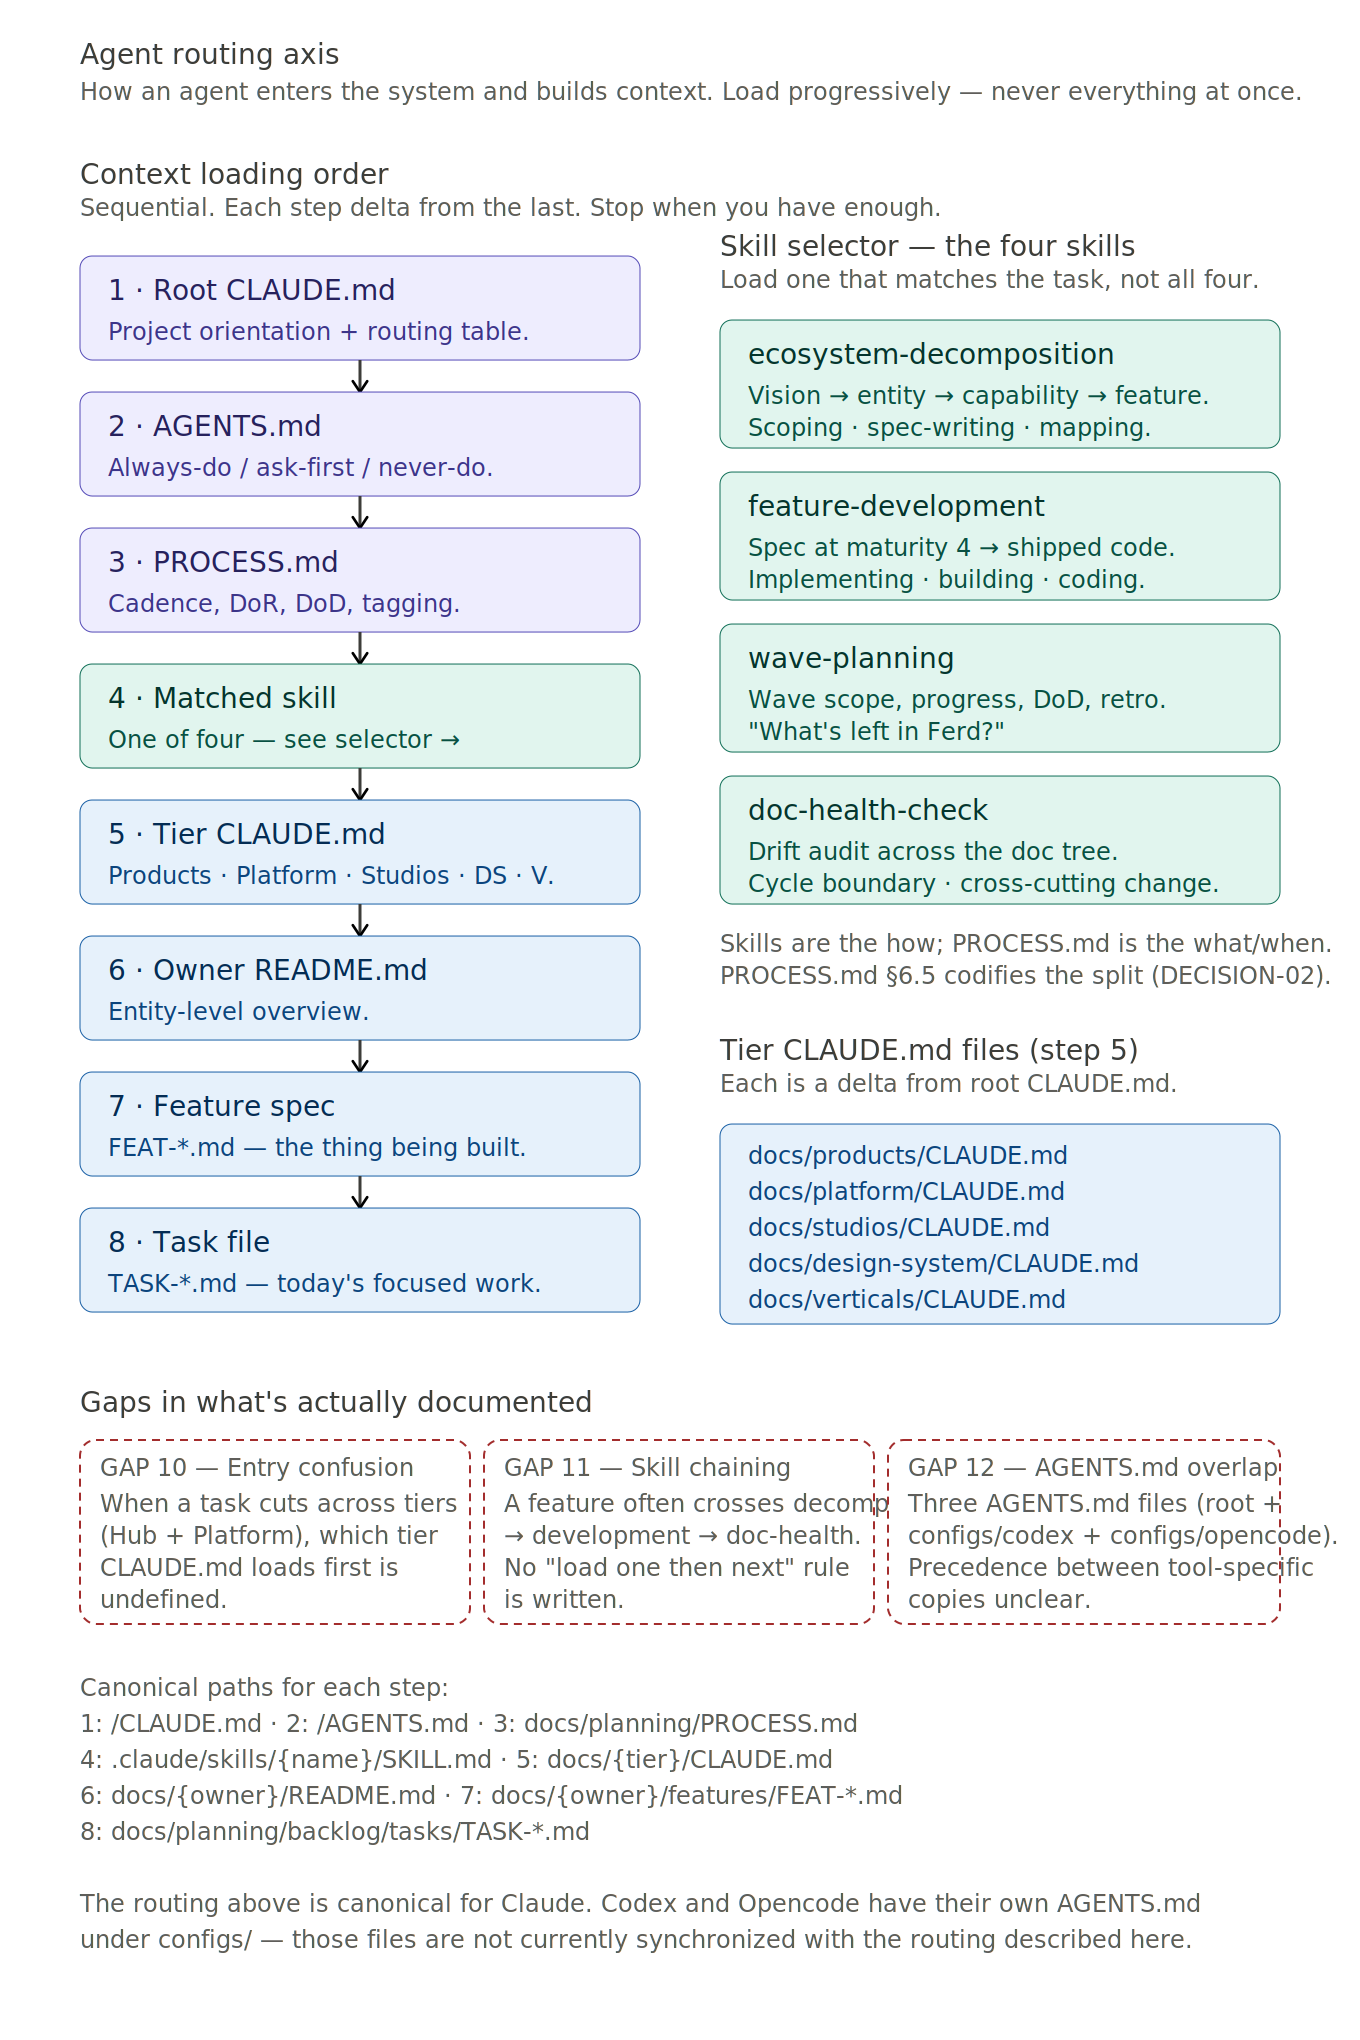 Agent routing axis
How an agent enters the system and builds context. Load progressively — never everything at once.
Context loading order
Sequential. Each step delta from the last. Stop when you have enough.
1 · Root CLAUDE.md
Project orientation + routing table.
2 · AGENTS.md
Always-do / ask-first / never-do.
3 · PROCESS.md
Cadence, DoR, DoD, tagging.
4 · Matched skill
One of four — see selector →
5 · Tier CLAUDE.md
Products · Platform · Studios · DS · V.
6 · Owner README.md
Entity-level overview.
7 · Feature spec
FEAT-*.md — the thing being built.
8 · Task file
TASK-*.md — today's focused work.
Skill selector — the four skills
Load one that matches the task, not all four.
ecosystem-decomposition
Vision → entity → capability → feature.
Scoping · spec-writing · mapping.
feature-development
Spec at maturity 4 → shipped code.
Implementing · building · coding.
wave-planning
Wave scope, progress, DoD, retro.
"What's left in Ferd?"
doc-health-check
Drift audit across the doc tree.
Cycle boundary · cross-cutting change.
Skills are the how; PROCESS.md is the what/when.
PROCESS.md §6.5 codifies the split (DECISION-02).
Tier CLAUDE.md files (step 5)
Each is a delta from root CLAUDE.md.
docs/products/CLAUDE.md
docs/platform/CLAUDE.md
docs/studios/CLAUDE.md
docs/design-system/CLAUDE.md
docs/verticals/CLAUDE.md
Gaps in what's actually documented
GAP 10 — Entry confusion
When a task cuts across tiers
(Hub + Platform), which tier
CLAUDE.md loads first is
undefined.
GAP 11 — Skill chaining
A feature often crosses decomp
→ development → doc-health.
No "load one then next" rule
is written.
GAP 12 — AGENTS.md overlap
Three AGENTS.md files (root +
configs/codex + configs/opencode).
Precedence between tool-specific
copies unclear.
Canonical paths for each step:
1: /CLAUDE.md · 2: /AGENTS.md · 3: docs/planning/PROCESS.md
4: .claude/skills/{name}/SKILL.md · 5: docs/{tier}/CLAUDE.md
6: docs/{owner}/README.md · 7: docs/{owner}/features/FEAT-*.md
8: docs/planning/backlog/tasks/TASK-*.md
The routing above is canonical for Claude. Codex and Opencode have their own AGENTS.md
under configs/ — those files are not currently synchronized with the routing described here.